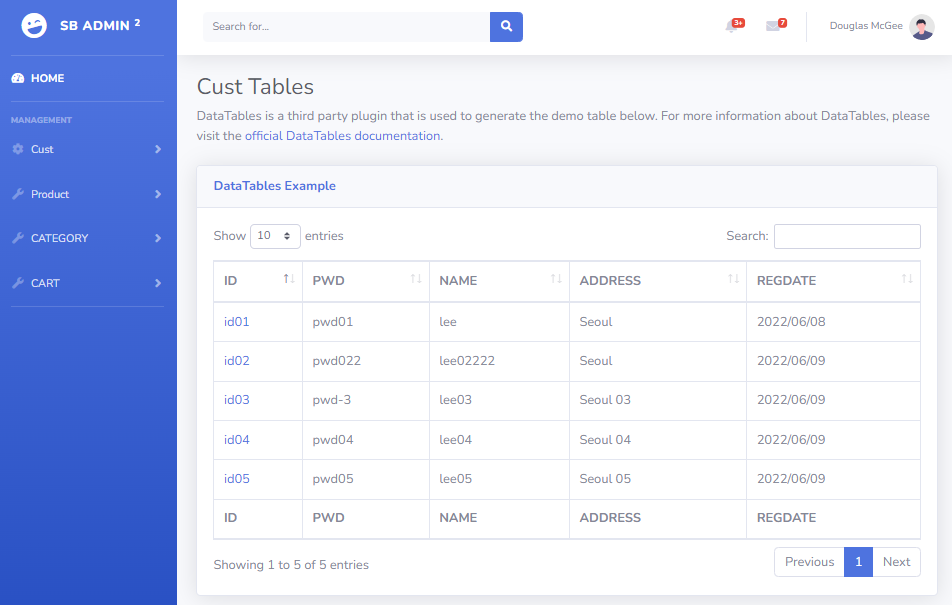 SB ADMIN 2
Search for...
3+
7
Douglas McGee
HOME
MANAGEMENT
Cust
Product
CATEGORY
CART
Cust Tables
DataTables is a third party plugin that is used to generate the demo table below. For more information about DataTables, please
visit the official DataTables documentation.
DataTables Example
Show 10 entries
Search:
ID PWD NAME ADDRESS REGDATE
id01 pwd01 lee Seoul 2022/06/08
id02 pwd022 lee02222 Seoul 2022/06/09
id03 pwd-3 lee03 Seoul 03 2022/06/09
id04 pwd04 lee04 Seoul 04 2022/06/09
id05 pwd05 lee05 Seoul 05 2022/06/09
ID PWD NAME ADDRESS REGDATE
Showing 1 to 5 of 5 entries
Previous 1 Next